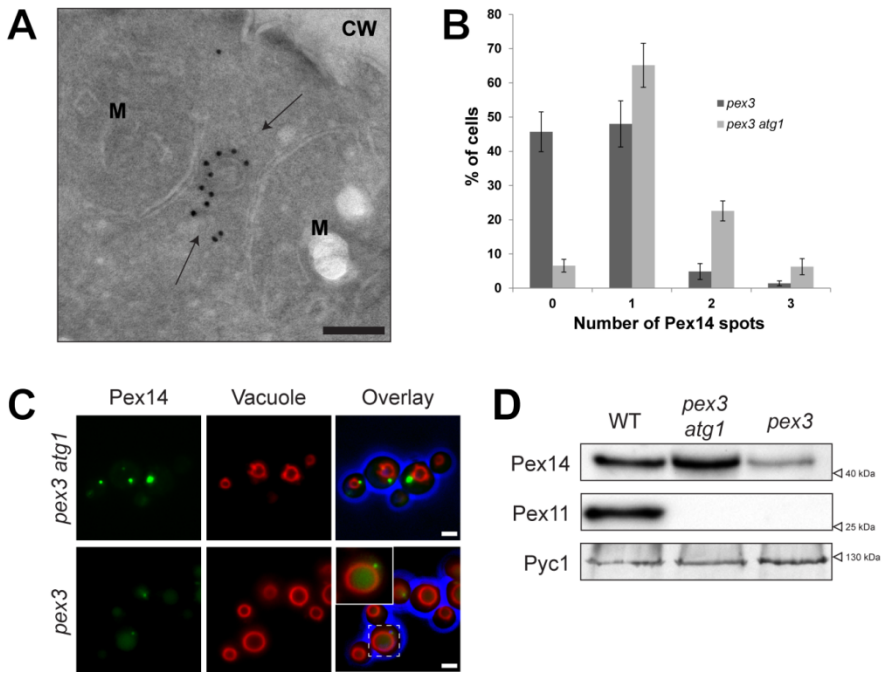 A
CW
M
M
B
80
70
60
50
40
30
20
10
0
% of cells
pex3
pex3 atg1
0 1 2 3
Number of Pex14 spots
C
Pex14 Vacuole Overlay
pex3 atg1
pex3
D
WT pex3 atg1 pex3
Pex14
40 kDa
Pex11
25 kDa
Pyc1
130 kDa